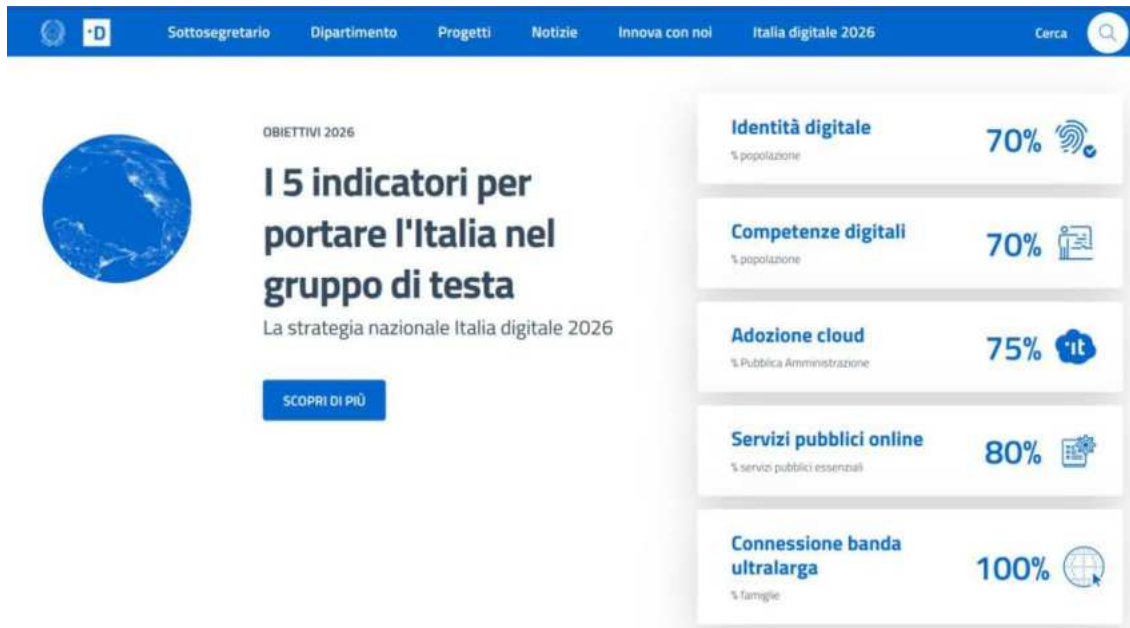 ·D
Sottosegretario
Dipartimento
Progetti
Notizie
Innova con noi
Italia digitale 2026
Cerca
OBIETTIVI 2026
I 5 indicatori per
portare l'Italia nel
gruppo di testa
La strategia nazionale Italia digitale 2026
SCOPRI DI PIÙ
Identità digitale
% popolazione
70%
Competenze digitali
% popolazione
70%
Adozione cloud
% Pubblica Amministrazione
75%
·it
Servizi pubblici online
% servizi pubblici essenziali
80%
Connessione banda
ultralarga
% famiglie
100%